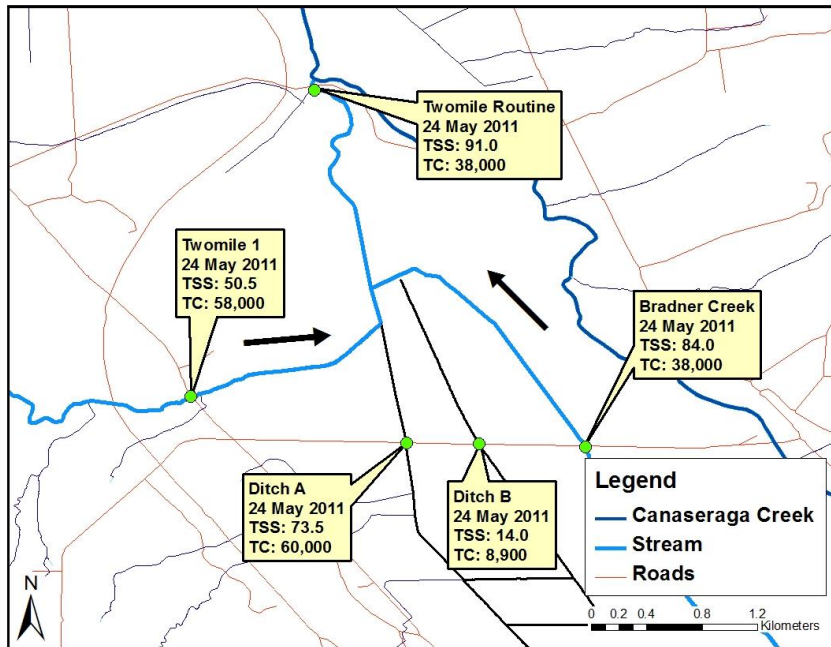 Twomile Routine
24 May 2011
TSS: 91.0
TC: 38,000
Twomile 1
24 May 2011
TSS: 50.5
TC: 58,000
Bradner Creek
24 May 2011
TSS: 84.0
TC: 38,000
Ditch A
24 May 2011
TSS: 73.5
TC: 60,000
Ditch B
24 May 2011
TSS: 14.0
TC: 8,900
Legend
Canaseraga Creek
Stream
Roads
N
0 0.2 0.4 0.8 1.2
Kilometers